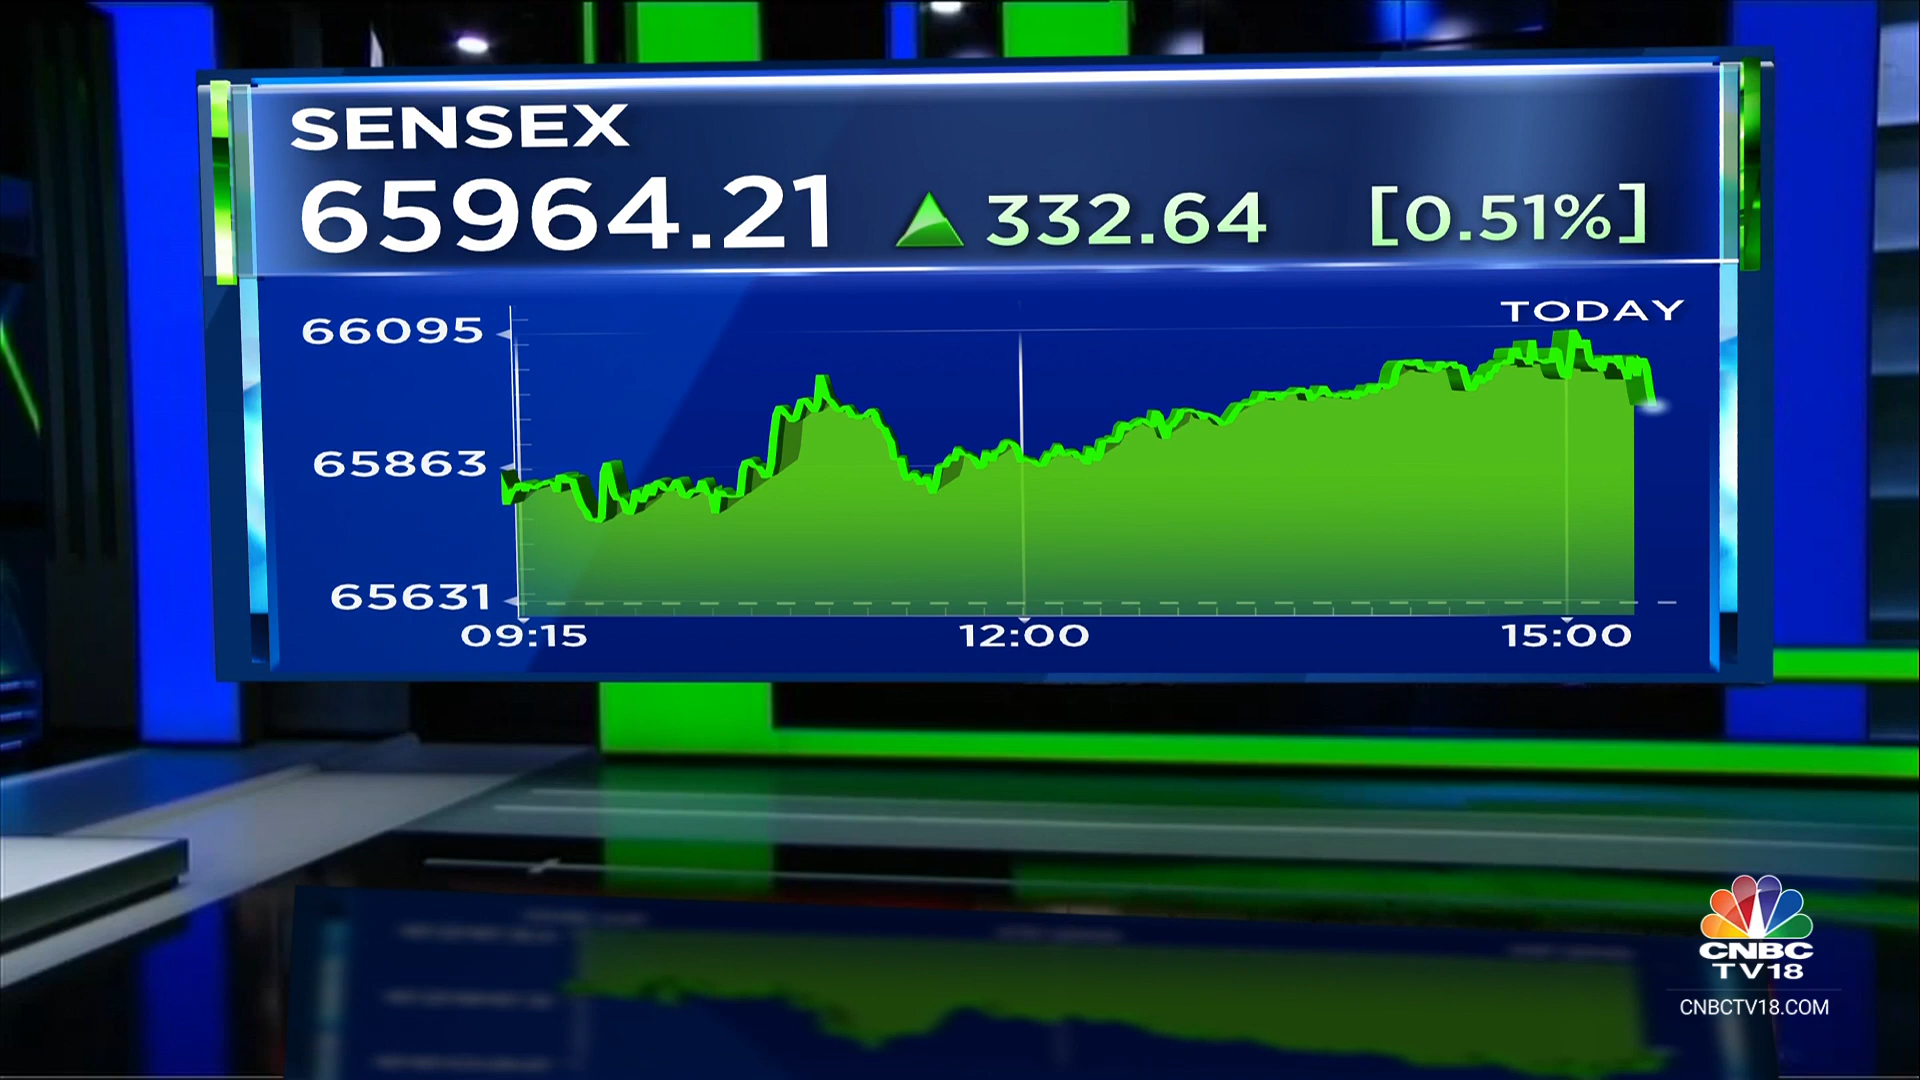 SENSEX
65964.21 ▲ 332.64 [0.51%]
TODAY
66095
65863
65631
09:15 12:00 15:00
CNBC
TV18
CNBCTV18.COM